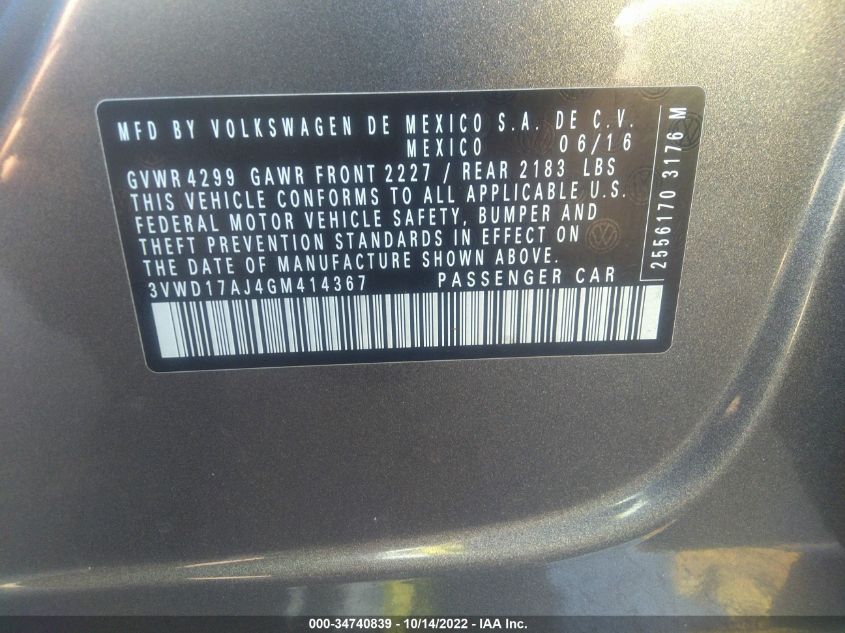 MFD BY VOLKSWAGEN DE MEXICO S.A. DE C.V.
MEXICO 06/16
GVWR 4299 GAWR FRONT 2227 / REAR 2183 LBS
THIS VEHICLE CONFORMS TO ALL APPLICABLE U.S.
FEDERAL MOTOR VEHICLE SAFETY, BUMPER AND
THEFT PREVENTION STANDARDS IN EFFECT ON
THE DATE OF MANUFACTURE SHOWN ABOVE.
3VWD17AJ4GM414367 PASSENGER CAR
2556170 3176 M
000-34740839 - 10/14/2022 - IAA Inc.